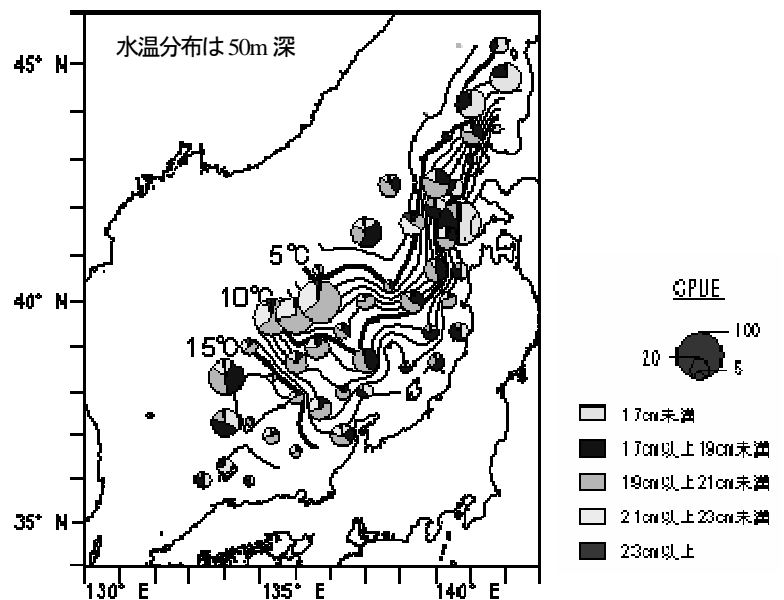 水温分布は50m深
45° N
5℃
10℃
40° N
15℃
35° N
130° E
135° E
140° E
CPUE
100
20
5
17cm未満
17cm以上19cm未満
19cm以上21cm未満
21cm以上23cm未満
23cm以上